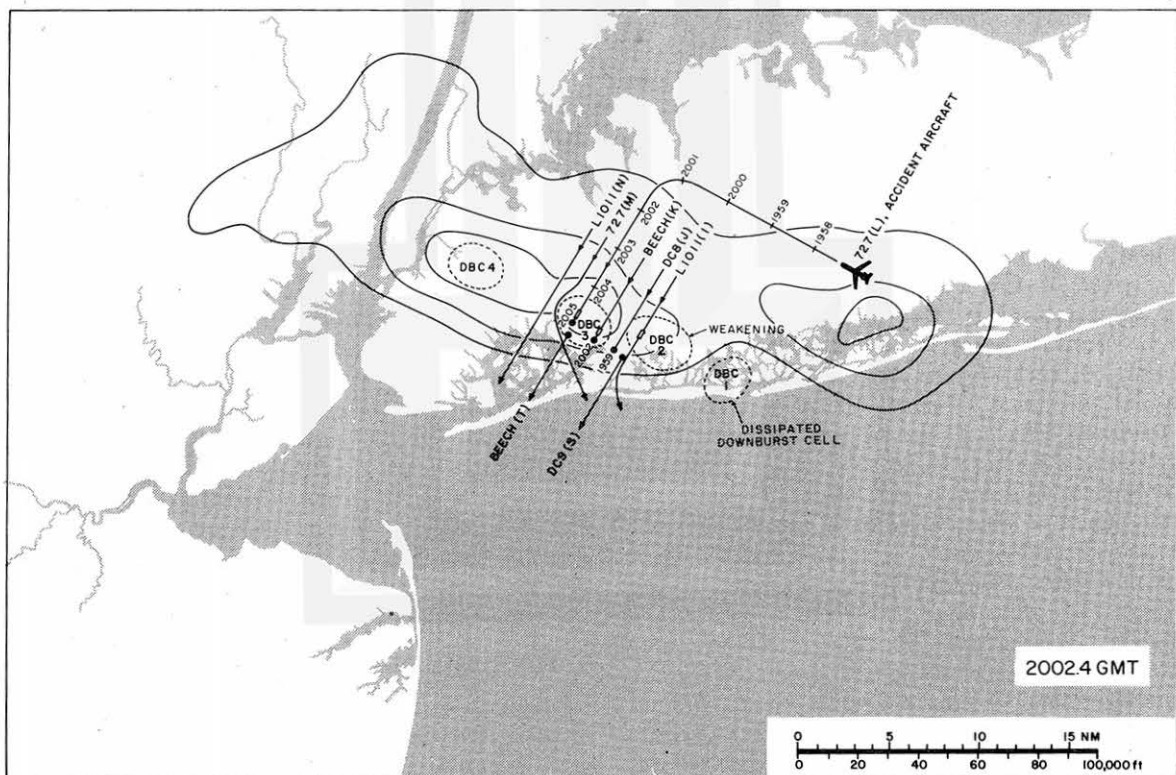 727(L), ACCIDENT AIRCRAFT
2001
2000
1959
1958
L1011(N)
727(M)
2002
BEECH(K)
DC8(J)
L1011(I)
2003
2004
2005
DBC 4
DBC
3
2002
1959
DBC
2
WEAKENING
DBC
1
DISSIPATED
DOWNBURST CELL
BEECH (T)
DC9 (S)
2002.4 GMT
0 5 10 15 NM
0 20 40 60 80 100,000 ft